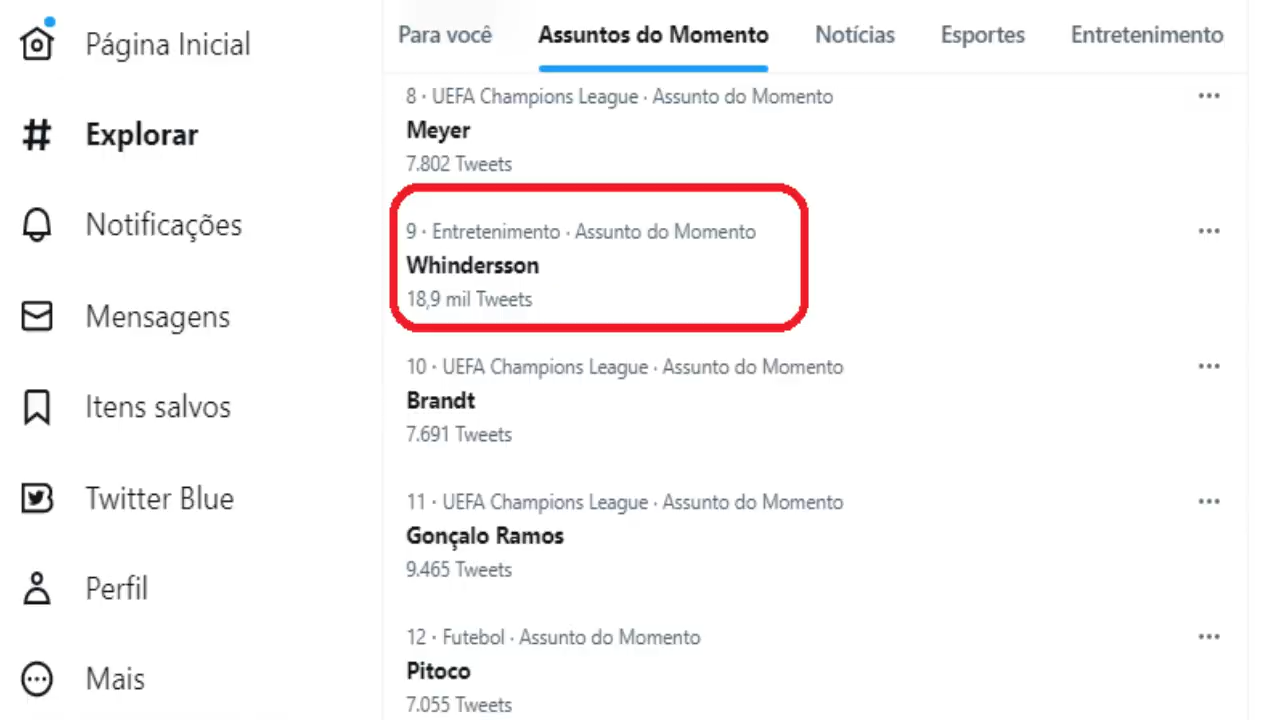 Página Inicial
Explorar
Notificações
Mensagens
Itens salvos
Twitter Blue
Perfil
Mais
Para você Assuntos do Momento Notícias Esportes Entretenimento
8 · UEFA Champions League · Assunto do Momento
Meyer
7.802 Tweets
9 · Entretenimento · Assunto do Momento
Whindersson
18,9 mil Tweets
10 · UEFA Champions League · Assunto do Momento
Brandt
7.691 Tweets
11 · UEFA Champions League · Assunto do Momento
Gonçalo Ramos
9.465 Tweets
12 · Futebol · Assunto do Momento
Pitoco
7.055 Tweets